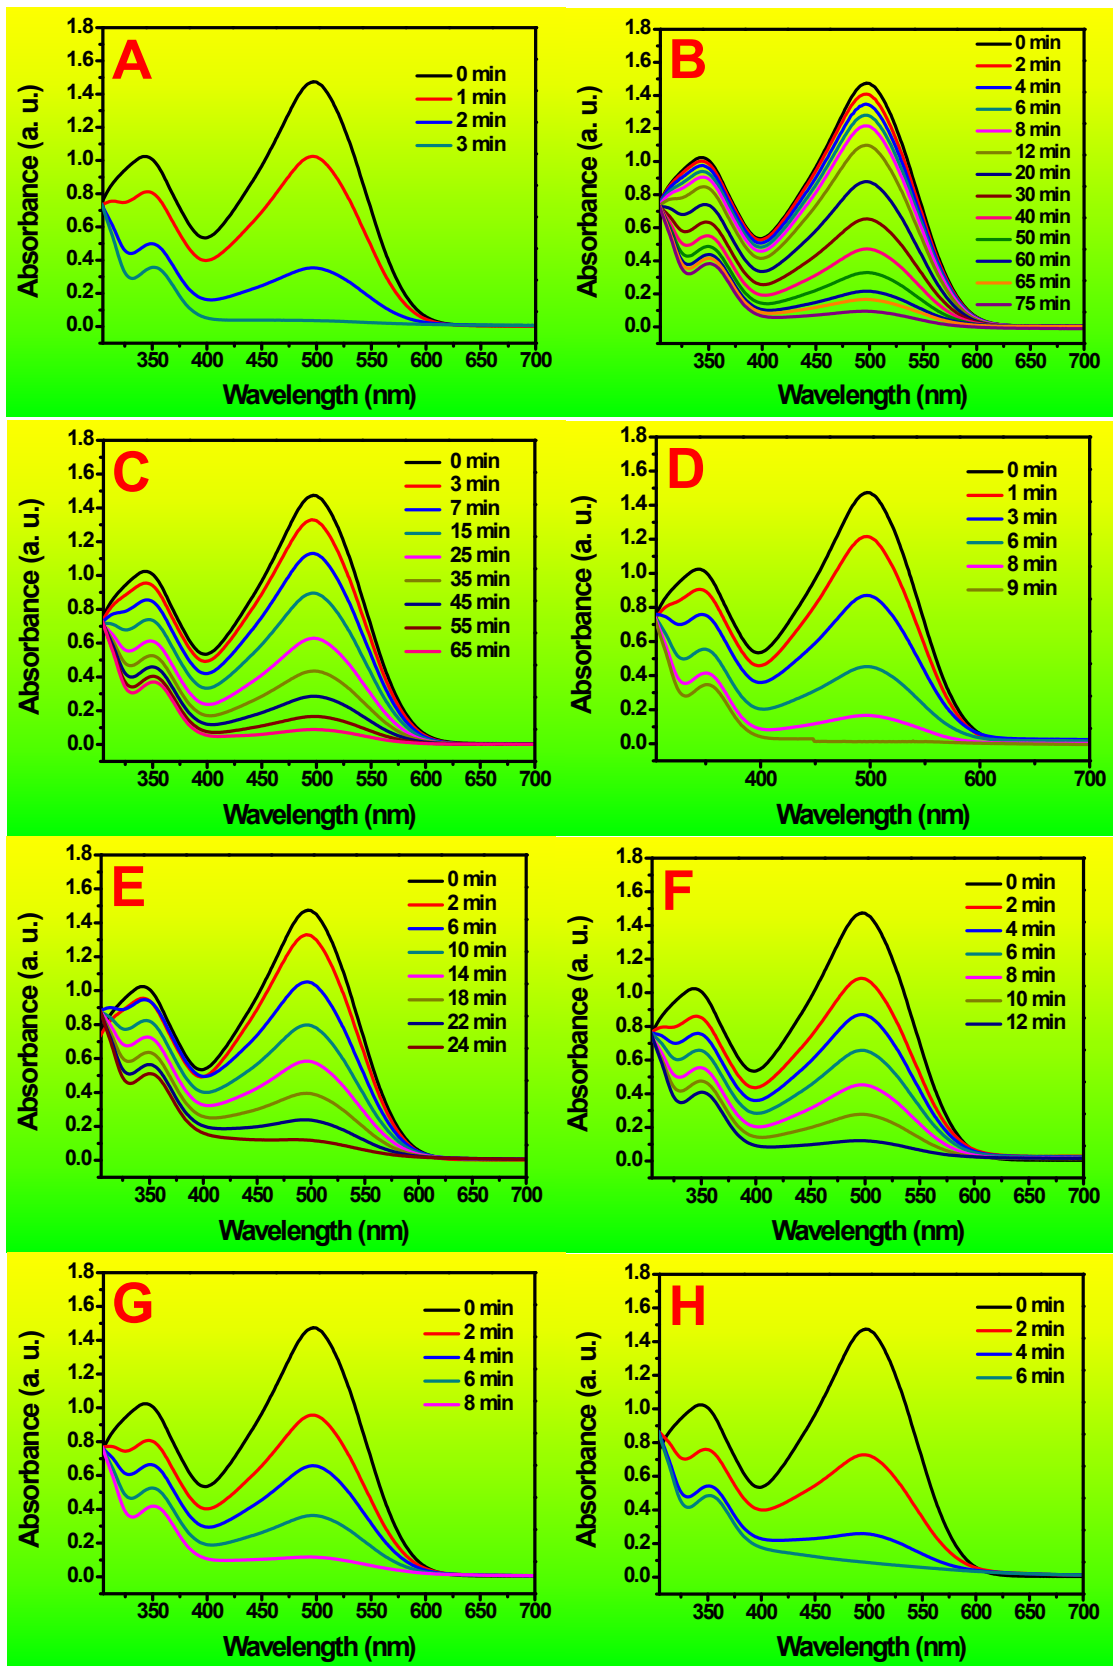 A
Absorbance (a. u.)
1.8
1.6
1.4
1.2
1.0
0.8
0.6
0.4
0.2
0.0
0 min
1 min
2 min
3 min
350 400 450 500 550 600 650 700
Wavelength (nm)
B
Absorbance (a. u.)
1.8
1.6
1.4
1.2
1.0
0.8
0.6
0.4
0.2
0.0
0 min
2 min
4 min
6 min
8 min
12 min
20 min
30 min
40 min
50 min
60 min
65 min
75 min
350 400 450 500 550 600 650 700
Wavelength (nm)
C
Absorbance (a. u.)
1.8
1.6
1.4
1.2
1.0
0.8
0.6
0.4
0.2
0.0
0 min
3 min
7 min
15 min
25 min
35 min
45 min
55 min
65 min
350 400 450 500 550 600 650 700
Wavelength (nm)
D
Absorbance (a. u.)
1.8
1.6
1.4
1.2
1.0
0.8
0.6
0.4
0.2
0.0
0 min
1 min
3 min
6 min
8 min
9 min
400 500 600 700
Wavelength (nm)
E
Absorbance (a. u.)
1.8
1.6
1.4
1.2
1.0
0.8
0.6
0.4
0.2
0.0
0 min
2 min
6 min
10 min
14 min
18 min
22 min
24 min
350 400 450 500 550 600 650 700
Wavelength (nm)
F
Absorbance (a. u.)
1.8
1.6
1.4
1.2
1.0
0.8
0.6
0.4
0.2
0.0
0 min
2 min
4 min
6 min
8 min
10 min
12 min
350 400 450 500 550 600 650 700
Wavelength (nm)
G
Absorbance (a. u.)
1.8
1.6
1.4
1.2
1.0
0.8
0.6
0.4
0.2
0.0
0 min
2 min
4 min
6 min
8 min
350 400 450 500 550 600 650 700
Wavelength (nm)
H
Absorbance (a. u.)
1.8
1.6
1.4
1.2
1.0
0.8
0.6
0.4
0.2
0.0
0 min
2 min
4 min
6 min
350 400 450 500 550 600 650 700
Wavelength (nm)